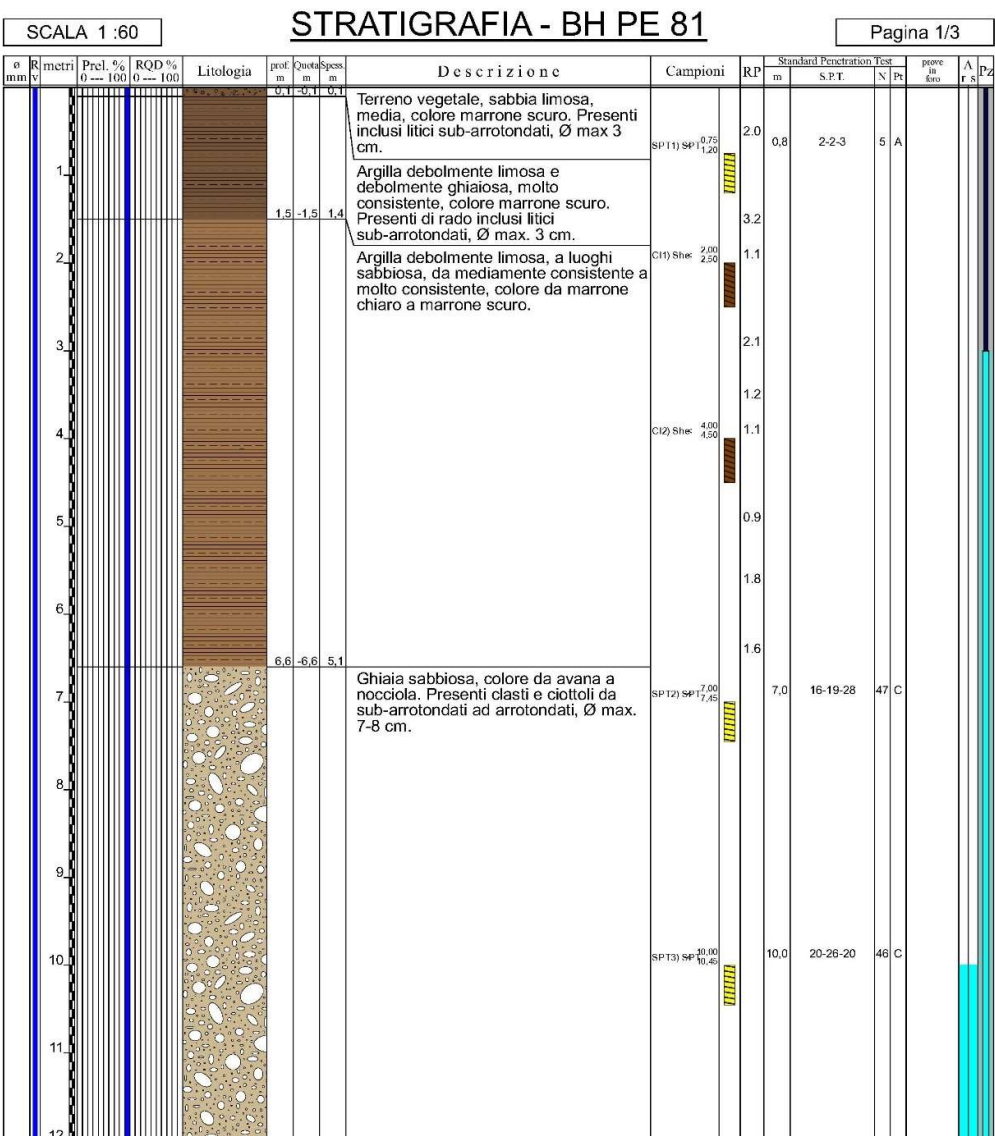 SCALA 1:60
STRATIGRAFIA - BH PE 81
Pagina 1/3
ø mm
R v
metri
Prel. % 0 --- 100
RQD % 0 --- 100
Litologia
prof. m
Quota m
Spess. m
Descrizione
Campioni
RP
Standard Penetration Test
m S.P.T. N Pt
prove in foro
A r s
Pz
0,1 -0,1 0,1
Terreno vegetale, sabbia limosa,
media, colore marrone scuro. Presenti
inclusi litici sub-arrotondati, Ø max 3
cm.
SPT1) SPT 0,75 1,20
2.0
0,8 2-2-3 5 A
1
Argilla debolmente limosa e
debolmente ghiaiosa, molto
consistente, colore marrone scuro.
Presenti di rado inclusi litici
sub-arrotondati, Ø max. 3 cm.
1,5 -1,5 1,4
3.2
Argilla debolmente limosa, a luoghi
sabbiosa, da mediamente consistente a
molto consistente, colore da marrone
chiaro a marrone scuro.
CI1) She 2,00 2,50
1.1
2
3
2.1
1.2
4
CI2) She 4,00 4,50
1.1
5
0.9
1.8
6
1.6
6,6 -6,6 5,1
Ghiaia sabbiosa, colore da avana a
nocciola. Presenti clasti e ciottoli da
sub-arrotondati ad arrotondati, Ø max.
7-8 cm.
SPT2) SPT 7,00 7,45
7,0 16-19-28 47 C
7
8
9
10
SPT3) SPT 10,00 10,45
10,0 20-26-20 46 C
11
12